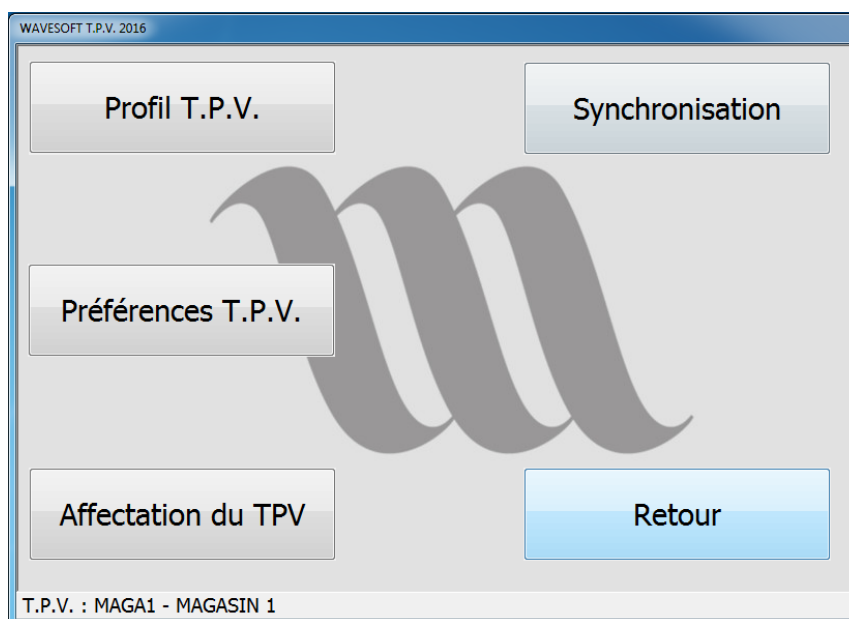 WAVESOFT T.P.V. 2016
Profil T.P.V.
Synchronisation
Préférences T.P.V.
Affectation du TPV
Retour
T.P.V. : MAGA1 - MAGASIN 1